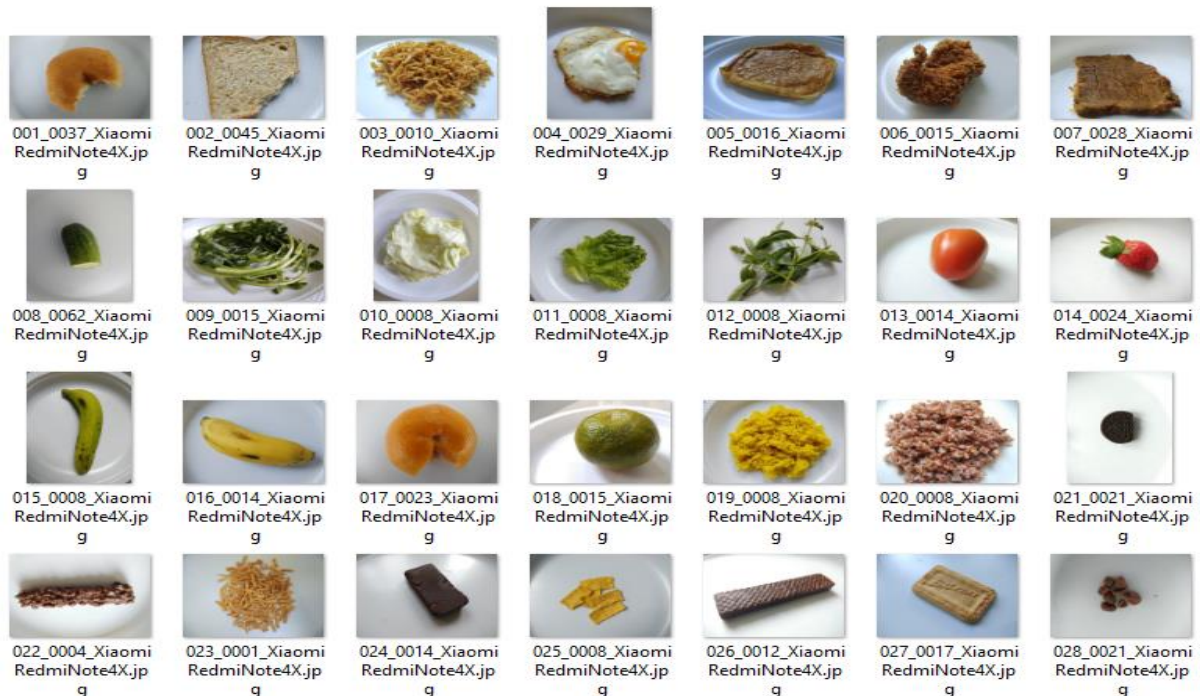 001_0037_Xiaomi
RedmiNote4X.jp
g
002_0045_Xiaomi
RedmiNote4X.jp
g
003_0010_Xiaomi
RedmiNote4X.jp
g
004_0029_Xiaomi
RedmiNote4X.jp
g
005_0016_Xiaomi
RedmiNote4X.jp
g
006_0015_Xiaomi
RedmiNote4X.jp
g
007_0028_Xiaomi
RedmiNote4X.jp
g
008_0062_Xiaomi
RedmiNote4X.jp
g
009_0015_Xiaomi
RedmiNote4X.jp
g
010_0008_Xiaomi
RedmiNote4X.jp
g
011_0008_Xiaomi
RedmiNote4X.jp
g
012_0008_Xiaomi
RedmiNote4X.jp
g
013_0014_Xiaomi
RedmiNote4X.jp
g
014_0024_Xiaomi
RedmiNote4X.jp
g
015_0008_Xiaomi
RedmiNote4X.jp
g
016_0014_Xiaomi
RedmiNote4X.jp
g
017_0023_Xiaomi
RedmiNote4X.jp
g
018_0015_Xiaomi
RedmiNote4X.jp
g
019_0008_Xiaomi
RedmiNote4X.jp
g
020_0008_Xiaomi
RedmiNote4X.jp
g
021_0021_Xiaomi
RedmiNote4X.jp
g
022_0004_Xiaomi
RedmiNote4X.jp
g
023_0001_Xiaomi
RedmiNote4X.jp
g
024_0014_Xiaomi
RedmiNote4X.jp
g
025_0008_Xiaomi
RedmiNote4X.jp
g
026_0012_Xiaomi
RedmiNote4X.jp
g
027_0017_Xiaomi
RedmiNote4X.jp
g
028_0021_Xiaomi
RedmiNote4X.jp
g